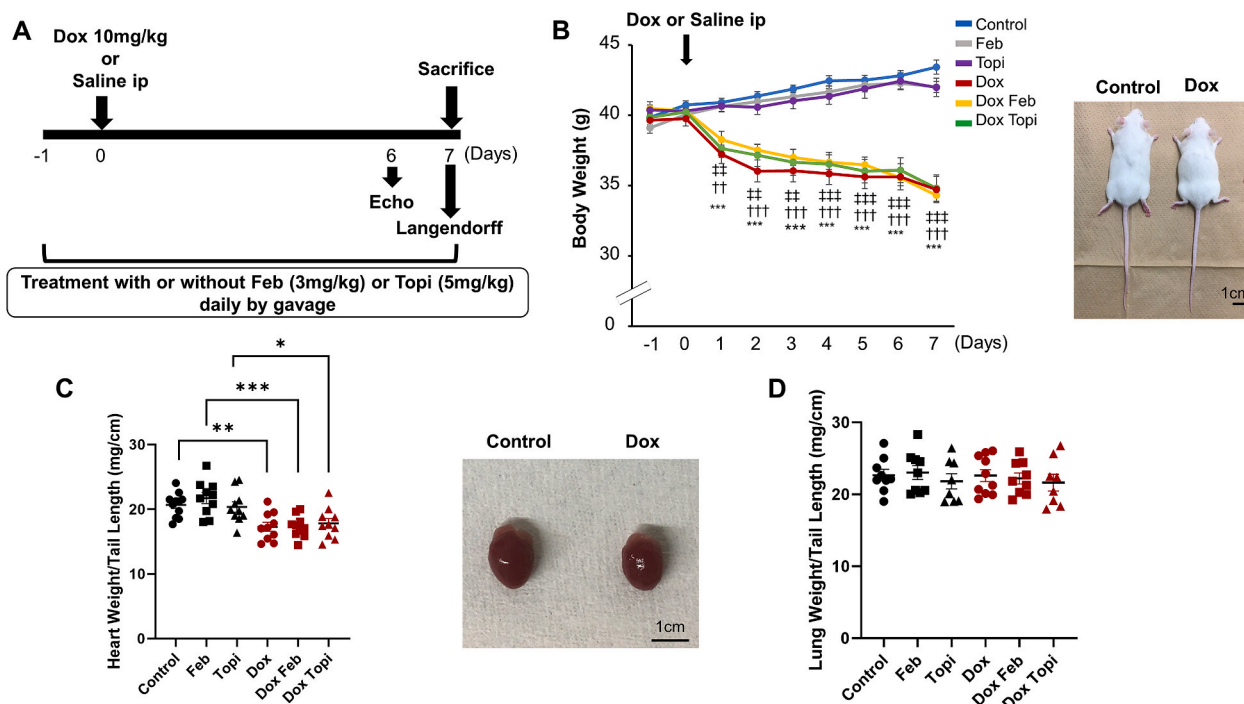 A
Dox 10mg/kg
or
Saline ip
Sacrifice
-1
0
6
7
(Days)
Echo
Langendorff
Treatment with or without Feb (3mg/kg) or Topi (5mg/kg)
daily by gavage
B
Dox or Saline ip
Control
Feb
Topi
Dox
Dox Feb
Dox Topi
Body Weight (g)
45
40
35
30
0
‡‡
††
***
‡‡
†††
***
‡‡
†††
***
‡‡‡
†††
***
‡‡‡
†††
***
‡‡‡
†††
***
‡‡‡
†††
***
-1 0 1 2 3 4 5 6 7 (Days)
Control Dox
1cm
C
Heart Weight/Tail Length (mg/cm)
30
20
10
0
*
***
**
Control
Feb
Topi
Dox
Dox Feb
Dox Topi
Control Dox
1cm
D
Lung Weight/Tail Length (mg/cm)
30
20
10
0
Control
Feb
Topi
Dox
Dox Feb
Dox Topi